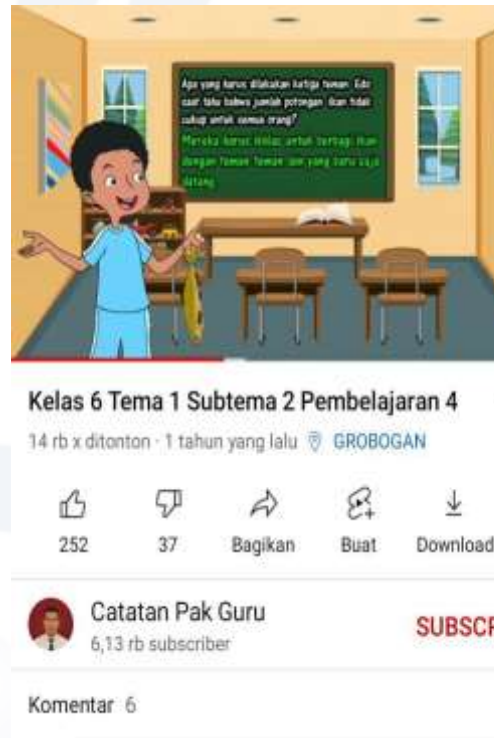 Apa yang harus dilakukan ketiga teman Edo
saat tahu bahwa jumlah potongan ikan tidak
cukup untuk semua orang?
Mereka harus ikhlas untuk berbagi ikan
dengan teman teman lain yang baru saja
datang
Kelas 6 Tema 1 Subtema 2 Pembelajaran 4
14 rb x ditonton · 1 tahun yang lalu GROBOGAN
252 37 Bagikan Buat Download
Catatan Pak Guru
SUBSCR
6,13 rb subscriber
Komentar 6